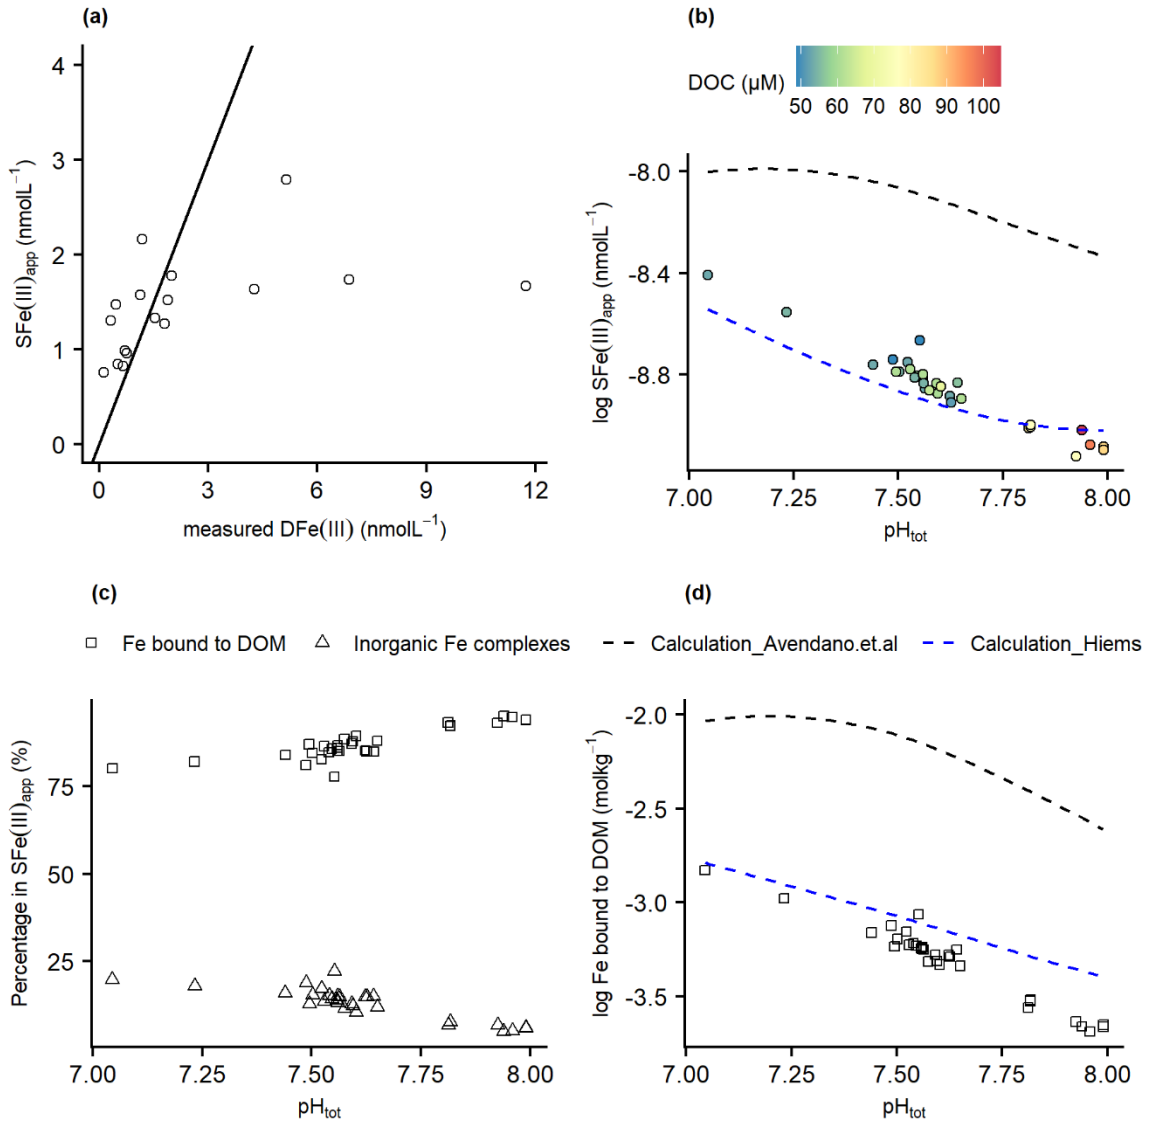 (a)
SFe(III)app (nmolL−1)
4
3
2
1
0
0 3 6 9 12
measured DFe(III) (nmolL−1)
(b)
DOC (µM)
50 60 70 80 90 100
log SFe(III)app (nmolL−1)
-8.0
-8.4
-8.8
7.00 7.25 7.50 7.75 8.00
pHtot
(c)
(d)
Fe bound to DOM Inorganic Fe complexes Calculation_Avendano.et.al Calculation_Hiems
Percentage in SFe(III)app (%)
75
50
25
7.00 7.25 7.50 7.75 8.00
pHtot
log Fe bound to DOM (molkg−1)
-2.0
-2.5
-3.0
-3.5
7.00 7.25 7.50 7.75 8.00
pHtot